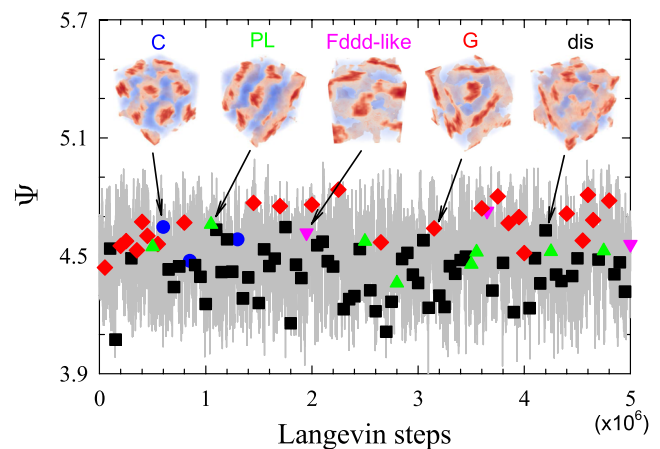 5.7
C PL Fddd-like G dis
5.1
Ψ
4.5
3.9
0 1 2 3 4 5
Langevin steps (x10⁶)